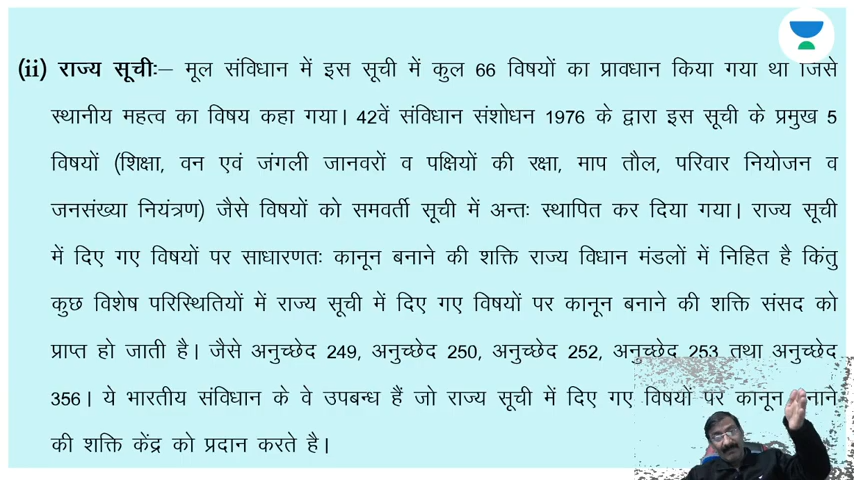 (ii) राज्य सूचीः– मूल संविधान में इस सूची में कुल 66 विषयों का प्रावधान किया गया था जिसे
स्थानीय महत्व का विषय कहा गया। 42वें संविधान संशोधन 1976 के द्वारा इस सूची के प्रमुख 5
विषयों (शिक्षा, वन एवं जंगली जानवरों व पक्षियों की रक्षा, माप तौल, परिवार नियोजन व
जनसंख्या नियंत्रण) जैसे विषयों को समवर्ती सूची में अन्तः स्थापित कर दिया गया। राज्य सूची
में दिए गए विषयों पर साधारणतः कानून बनाने की शक्ति राज्य विधान मंडलों में निहित है किंतु
कुछ विशेष परिस्थितियों में राज्य सूची में दिए गए विषयों पर कानून बनाने की शक्ति संसद को
प्राप्त हो जाती है। जैसे अनुच्छेद 249, अनुच्छेद 250, अनुच्छेद 252, अनुच्छेद 253 तथा अनुच्छेद
356। ये भारतीय संविधान के वे उपबन्ध हैं जो राज्य सूची में दिए गए विषयों पर कानून बनाने
की शक्ति केंद्र को प्रदान करते है।